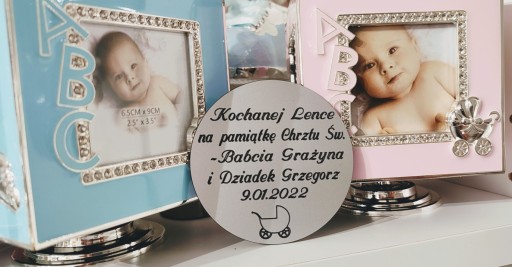 A
B
C
6.5CM x 9CM
2.5" x 3.5"
A
B
Kochanej Lence
na pamiątkę Chrztu Św.
-Babcia Grażyna
i Dziadek Grzegorz
9.01.2022